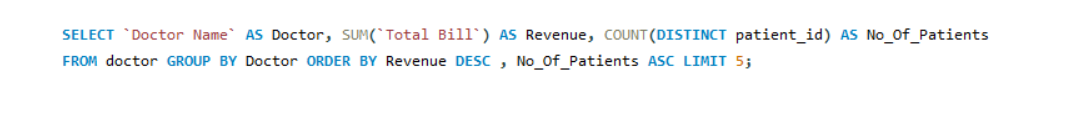 SELECT `Doctor Name` AS Doctor, SUM(`Total Bill`) AS Revenue, COUNT(DISTINCT patient_id) AS No_Of_Patients
FROM doctor GROUP BY Doctor ORDER BY Revenue DESC , No_Of_Patients ASC LIMIT 5;